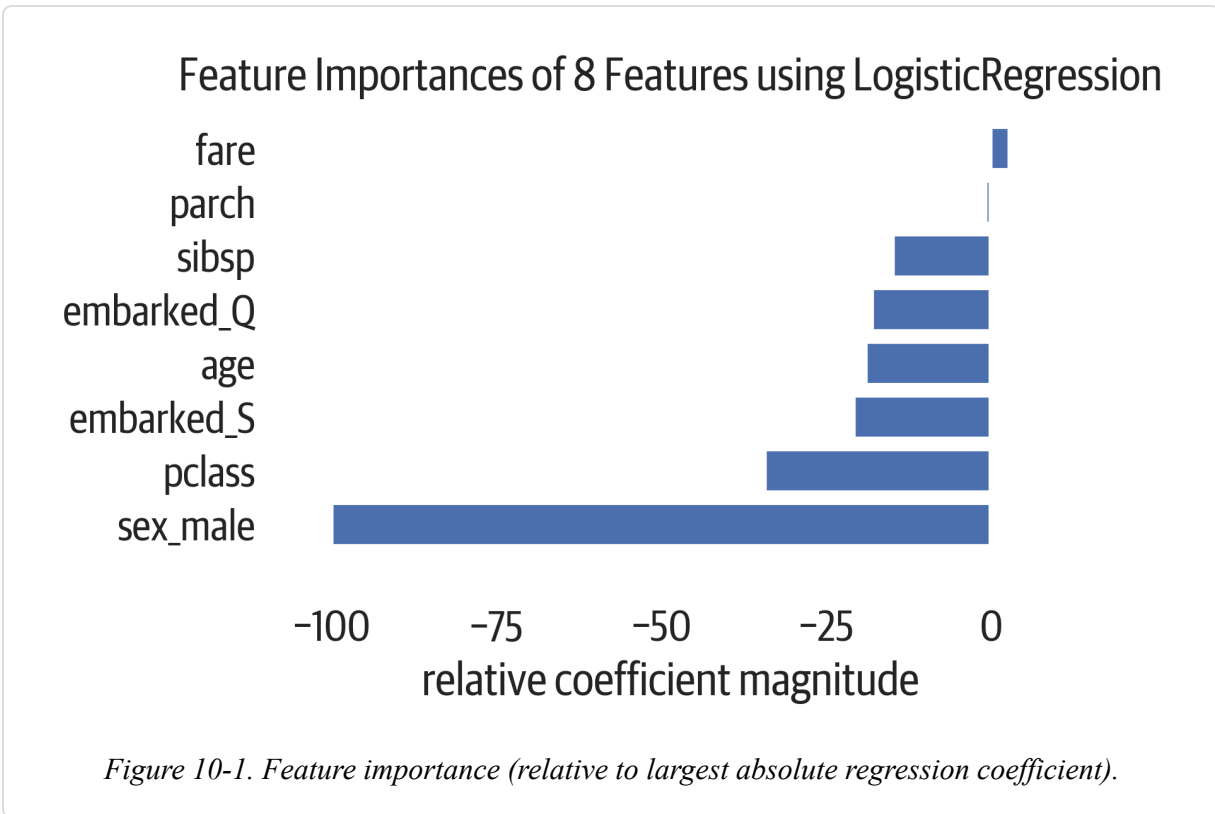 Feature Importances of 8 Features using LogisticRegression
fare
parch
sibsp
embarked_Q
age
embarked_S
pclass
sex_male
−100 −75 −50 −25 0
relative coefficient magnitude
Figure 10-1. Feature importance (relative to largest absolute regression coefficient).